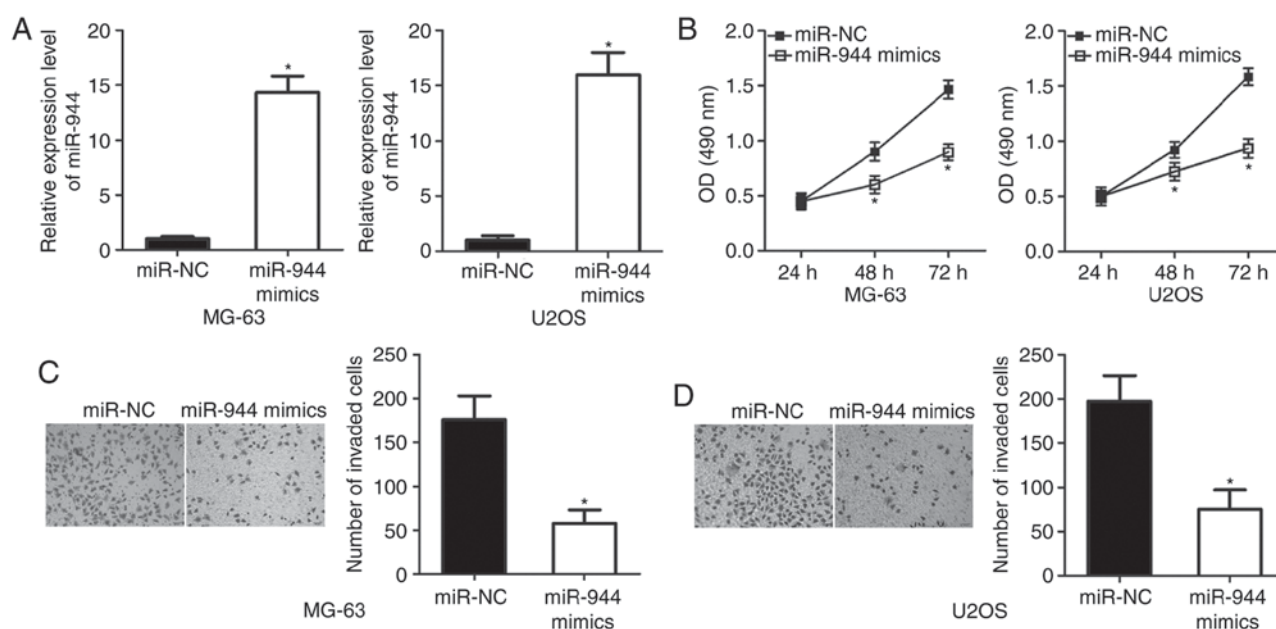 A
Relative expression level
of miR-944
20
15
10
5
0
*
miR-NC
miR-944
mimics
MG-63
Relative expression level
of miR-944
20
15
10
5
0
*
miR-NC
miR-944
mimics
U2OS
B
miR-NC
miR-944 mimics
OD (490 nm)
2.0
1.5
1.0
0.5
0.0
*
*
24 h 48 h 72 h
MG-63
miR-NC
miR-944 mimics
OD (490 nm)
2.0
1.5
1.0
0.5
0.0
*
*
24 h 48 h 72 h
U2OS
C
miR-NC miR-944 mimics
Number of invaded cells
250
200
150
100
50
0
*
miR-NC
miR-944
mimics
MG-63
D
miR-NC miR-944 mimics
Number of invaded cells
250
200
150
100
50
0
*
miR-NC
miR-944
mimics
U2OS